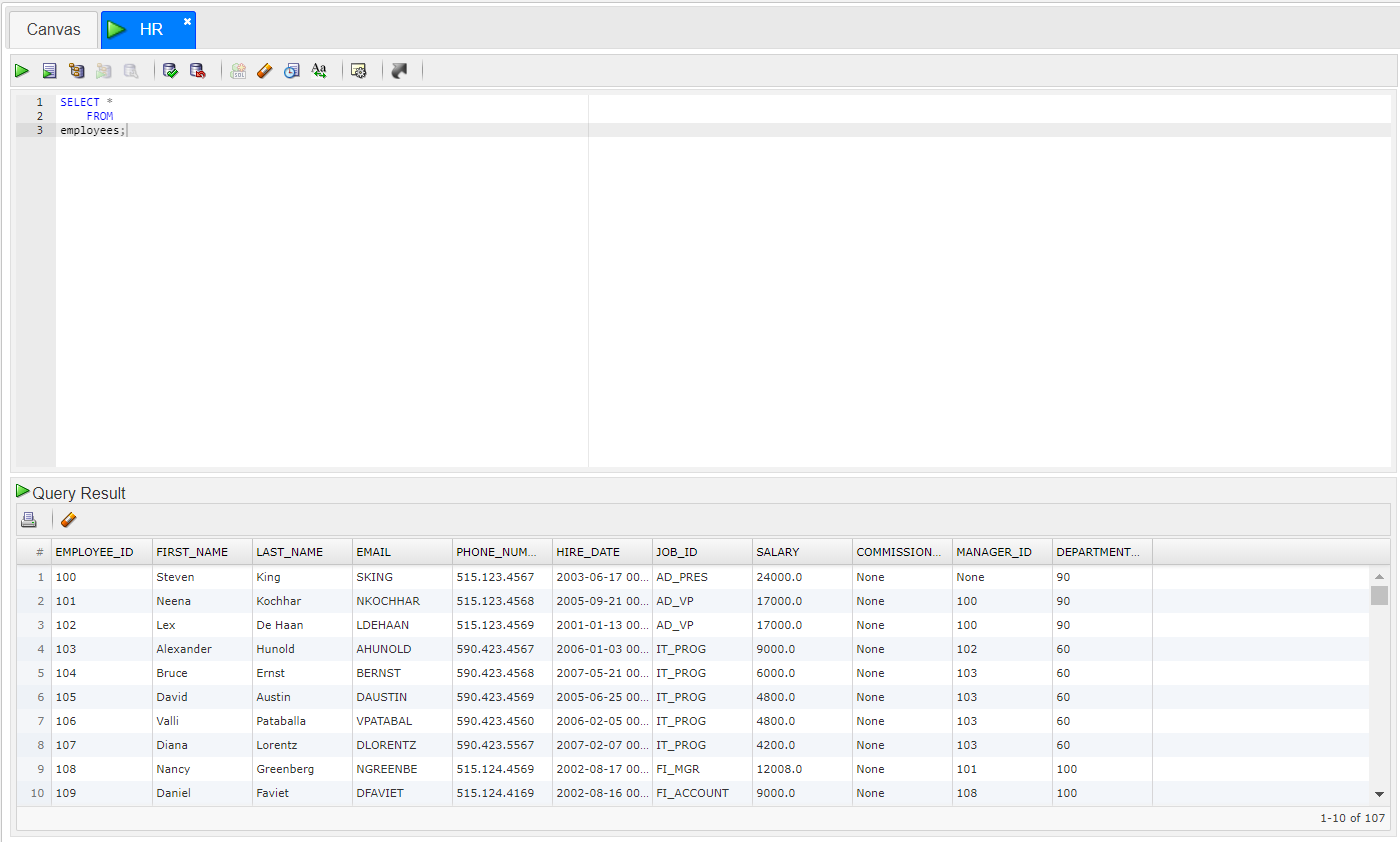 Canvas HR
1 SELECT *
2 FROM
3 employees;
Query Result
# EMPLOYEE_ID FIRST_NAME LAST_NAME EMAIL PHONE_NUM... HIRE_DATE JOB_ID SALARY COMMISSION... MANAGER_ID DEPARTMENT...
1 100 Steven King SKING 515.123.4567 2003-06-17 00... AD_PRES 24000.0 None None 90
2 101 Neena Kochhar NKOCHHAR 515.123.4568 2005-09-21 00... AD_VP 17000.0 None 100 90
3 102 Lex De Haan LDEHAAN 515.123.4569 2001-01-13 00... AD_VP 17000.0 None 100 90
4 103 Alexander Hunold AHUNOLD 590.423.4567 2006-01-03 00... IT_PROG 9000.0 None 102 60
5 104 Bruce Ernst BERNST 590.423.4568 2007-05-21 00... IT_PROG 6000.0 None 103 60
6 105 David Austin DAUSTIN 590.423.4569 2005-06-25 00... IT_PROG 4800.0 None 103 60
7 106 Valli Pataballa VPATABAL 590.423.4560 2006-02-05 00... IT_PROG 4800.0 None 103 60
8 107 Diana Lorentz DLORENTZ 590.423.5567 2007-02-07 00... IT_PROG 4200.0 None 103 60
9 108 Nancy Greenberg NGREENBE 515.124.4569 2002-08-17 00... FI_MGR 12008.0 None 101 100
10 109 Daniel Faviet DFAVIET 515.124.4169 2002-08-16 00... FI_ACCOUNT 9000.0 None 108 100
1-10 of 107